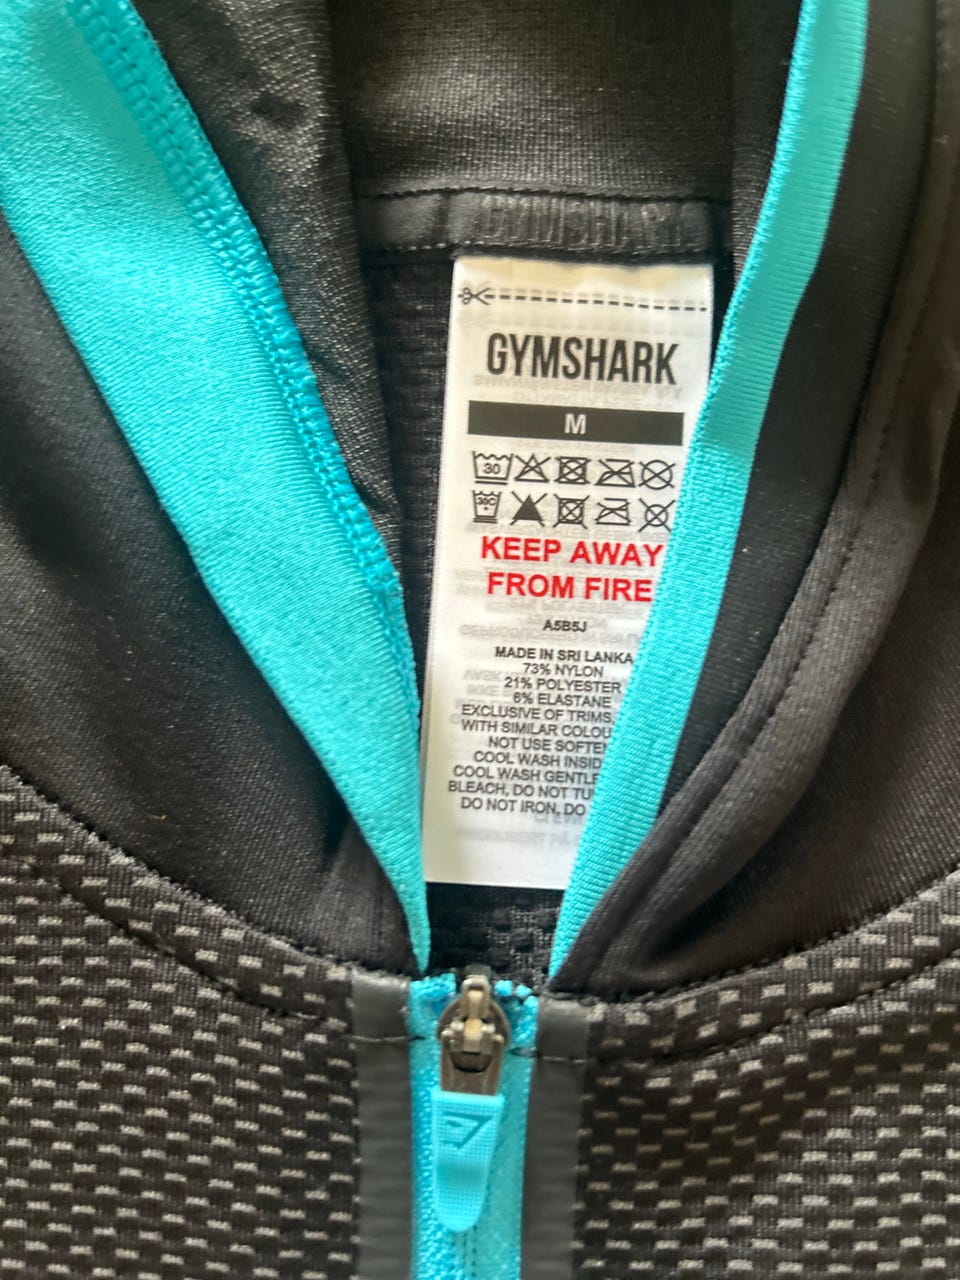 GYMSHARK
GYMSHARK
M
30
30C
KEEP AWAY
FROM FIRE
A5B5J
MADE IN SRI LANKA
73% NYLON
21% POLYESTER
6% ELASTANE
EXCLUSIVE OF TRIMS,
WITH SIMILAR COLOU
NOT USE SOFTEN
COOL WASH INSID
COOL WASH GENTLE
BLEACH, DO NOT TU
DO NOT IRON, DO